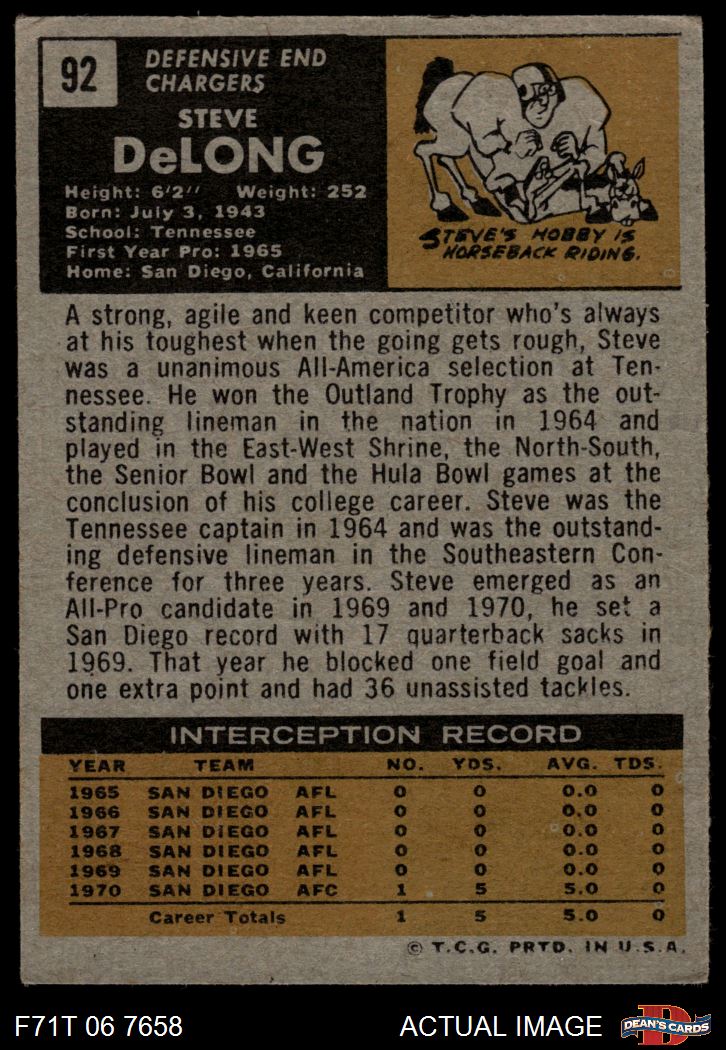 92
DEFENSIVE END
CHARGERS
STEVE
DeLONG
Height: 6'2" Weight: 252
Born: July 3, 1943
School: Tennessee
First Year Pro: 1965
Home: San Diego, California
STEVE'S HOBBY IS
HORSEBACK RIDING.
A strong, agile and keen competitor who's always
at his toughest when the going gets rough, Steve
was a unanimous All-America selection at Ten-
nessee. He won the Outland Trophy as the out-
standing lineman in the nation in 1964 and
played in the East-West Shrine, the North-South,
the Senior Bowl and the Hula Bowl games at the
conclusion of his college career. Steve was the
Tennessee captain in 1964 and was the outstand-
ing defensive lineman in the Southeastern Con-
ference for three years. Steve emerged as an
All-Pro candidate in 1969 and 1970, he set a
San Diego record with 17 quarterback sacks in
1969. That year he blocked one field goal and
one extra point and had 36 unassisted tackles.
INTERCEPTION RECORD
YEAR TEAM NO. YDS. AVG. TDS.
1965 SAN DIEGO AFL 0 0 0.0 0
1966 SAN DIEGO AFL 0 0 0.0 0
1967 SAN DIEGO AFL 0 0 0.0 0
1968 SAN DIEGO AFL 0 0 0.0 0
1969 SAN DIEGO AFL 0 0 0.0 0
1970 SAN DIEGO AFC 1 5 5.0 0
Career Totals 1 5 5.0 0
© T.C.G. PRTD. IN U.S.A.
F71T 06 7658 ACTUAL IMAGE D DEAN'S CARDS